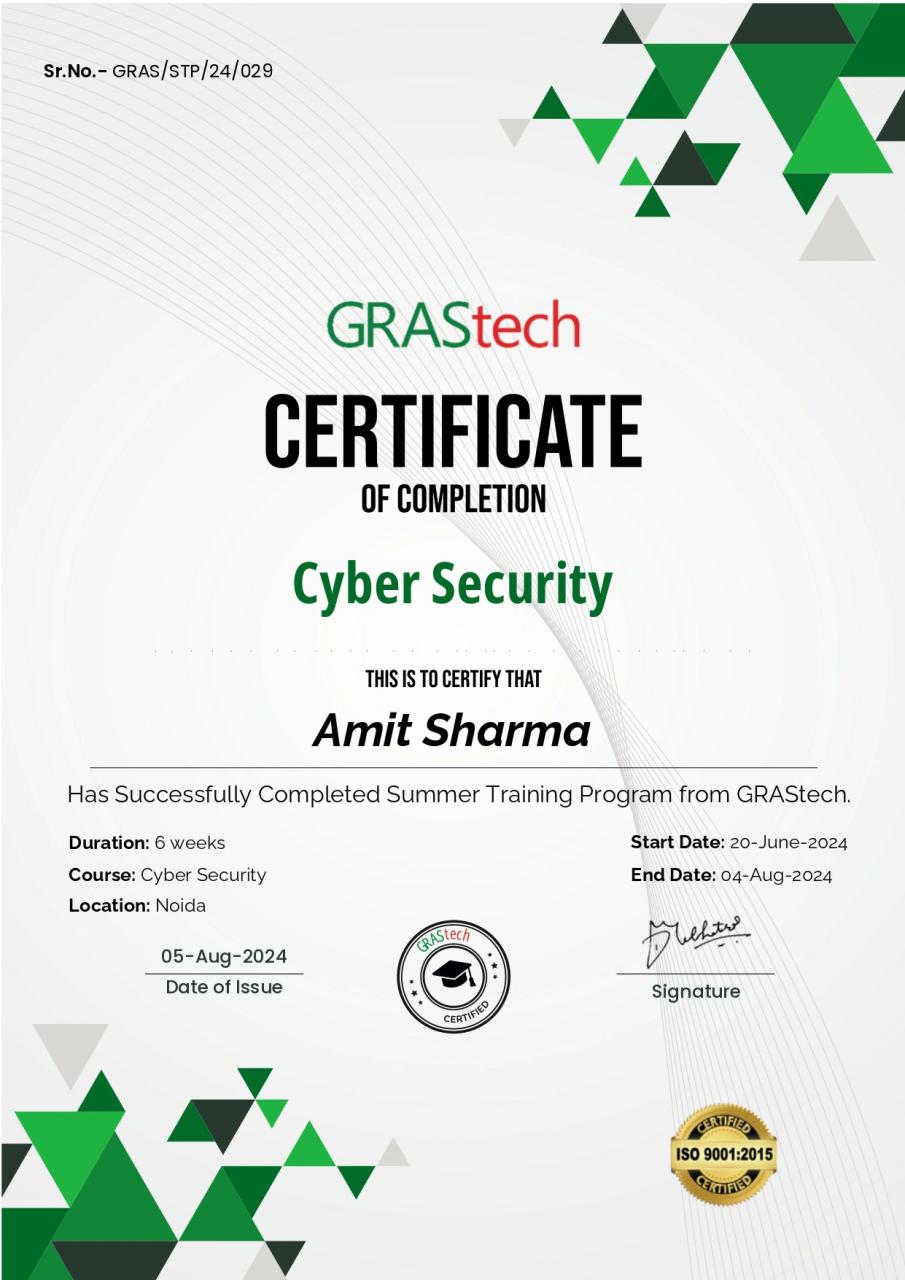 Sr.No.- GRAS/STP/24/029
GRAStech
CERTIFICATE
OF COMPLETION
Cyber Security
THIS IS TO CERTIFY THAT
Amit Sharma
Has Successfully Completed Summer Training Program from GRAStech.
Duration: 6 weeks
Start Date: 20-June-2024
Course: Cyber Security
End Date: 04-Aug-2024
Location: Noida
05-Aug-2024
Date of Issue
GRAStech
CERTIFIED
Signature
CERTIFIED
ISO 9001:2015
CERTIFIED